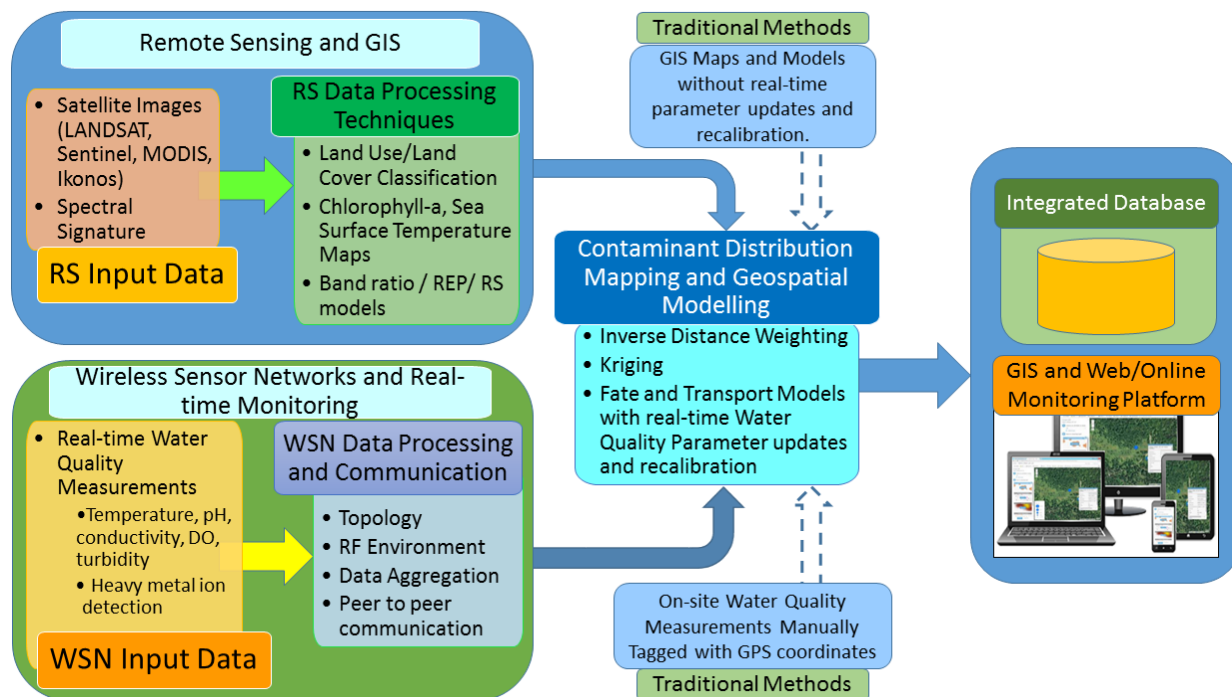 Remote Sensing and GIS
• Satellite Images
(LANDSAT,
Sentinel, MODIS,
Ikonos)
• Spectral
Signature
RS Input Data
RS Data Processing
Techniques
• Land Use/Land
Cover Classification
• Chlorophyll-a, Sea
Surface Temperature
Maps
• Band ratio / REP/ RS
models
Wireless Sensor Networks and Real-
time Monitoring
• Real-time Water
Quality
Measurements
•Temperature, pH,
conductivity, DO,
turbidity
• Heavy metal ion
detection
WSN Input Data
WSN Data Processing
and Communication
• Topology
• RF Environment
• Data Aggregation
• Peer to peer
communication
Traditional Methods
GIS Maps and Models
without real-time
parameter updates and
recalibration.
Contaminant Distribution
Mapping and Geospatial
Modelling
• Inverse Distance Weighting
• Kriging
• Fate and Transport Models
with real-time Water
Quality Parameter updates
and recalibration
On-site Water Quality
Measurements Manually
Tagged with GPS coordinates
Traditional Methods
Integrated Database
GIS and Web/Online
Monitoring Platform